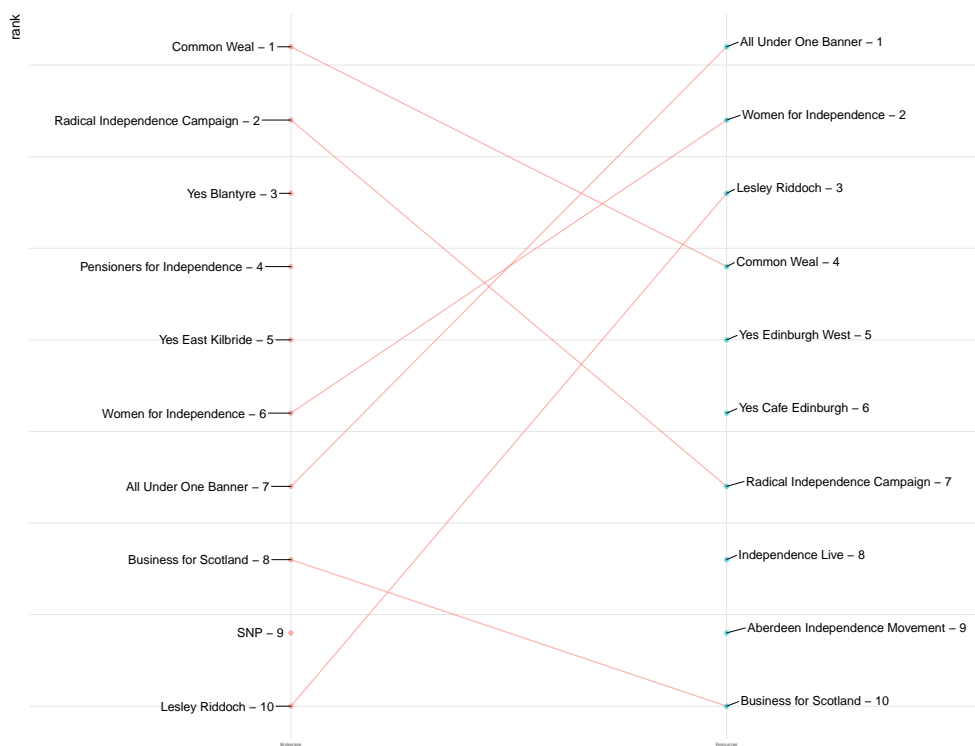 rank
Common Weal – 1
Radical Independence Campaign – 2
Yes Blantyre – 3
Pensioners for Independence – 4
Yes East Kilbride – 5
Women for Independence – 6
All Under One Banner – 7
Business for Scotland – 8
SNP – 9
Lesley Riddoch – 10
All Under One Banner – 1
Women for Independence – 2
Lesley Riddoch – 3
Common Weal – 4
Yes Edinburgh West – 5
Yes Cafe Edinburgh – 6
Radical Independence Campaign – 7
Independence Live – 8
Aberdeen Independence Movement – 9
Business for Scotland – 10
Brokerage
Resources